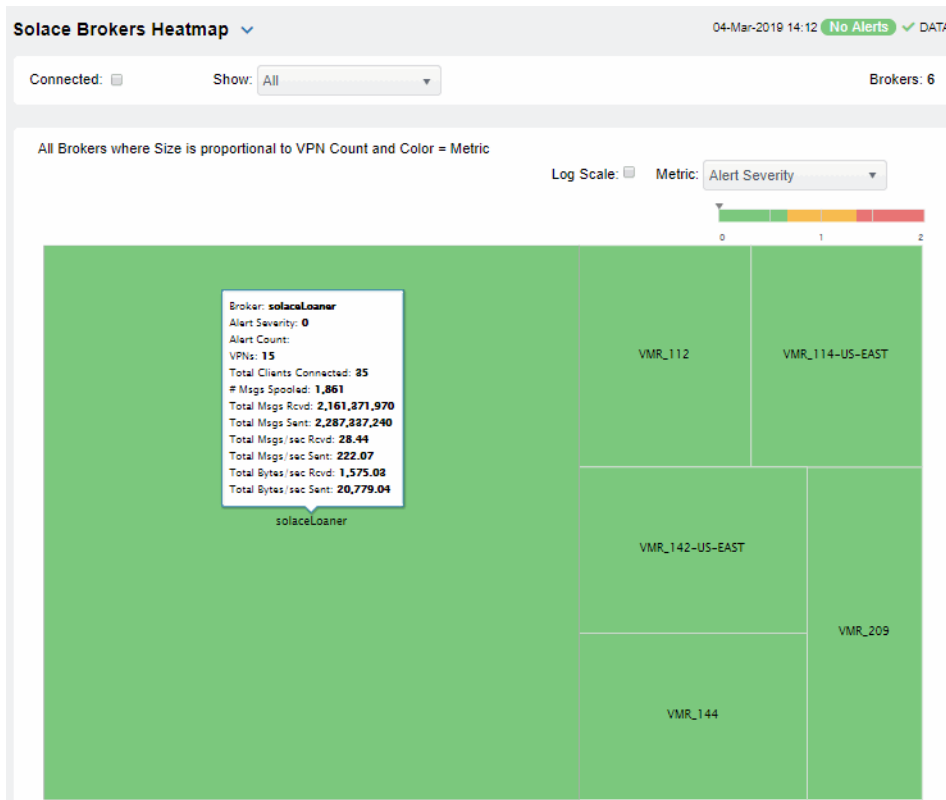 Solace Brokers Heatmap
04-Mar-2019 14:12 No Alerts DATA
Connected: Show: All Brokers: 6
All Brokers where Size is proportional to VPN Count and Color = Metric
Log Scale: Metric: Alert Severity
0 1 2
Broker: solaceLoaner
Alert Severity: 0
Alert Count:
VPNs: 15
Total Clients Connected: 35
# Msgs Spooled: 1,861
Total Msgs Rcvd: 2,161,371,970
Total Msgs Sent: 2,287,337,240
Total Msgs/sec Rcvd: 28.44
Total Msgs/sec Sent: 222.07
Total Bytes/sec Rcvd: 1,575.03
Total Bytes/sec Sent: 20,779.04
solaceLoaner
VMR_112
VMR_114-US-EAST
VMR_142-US-EAST
VMR_209
VMR_144